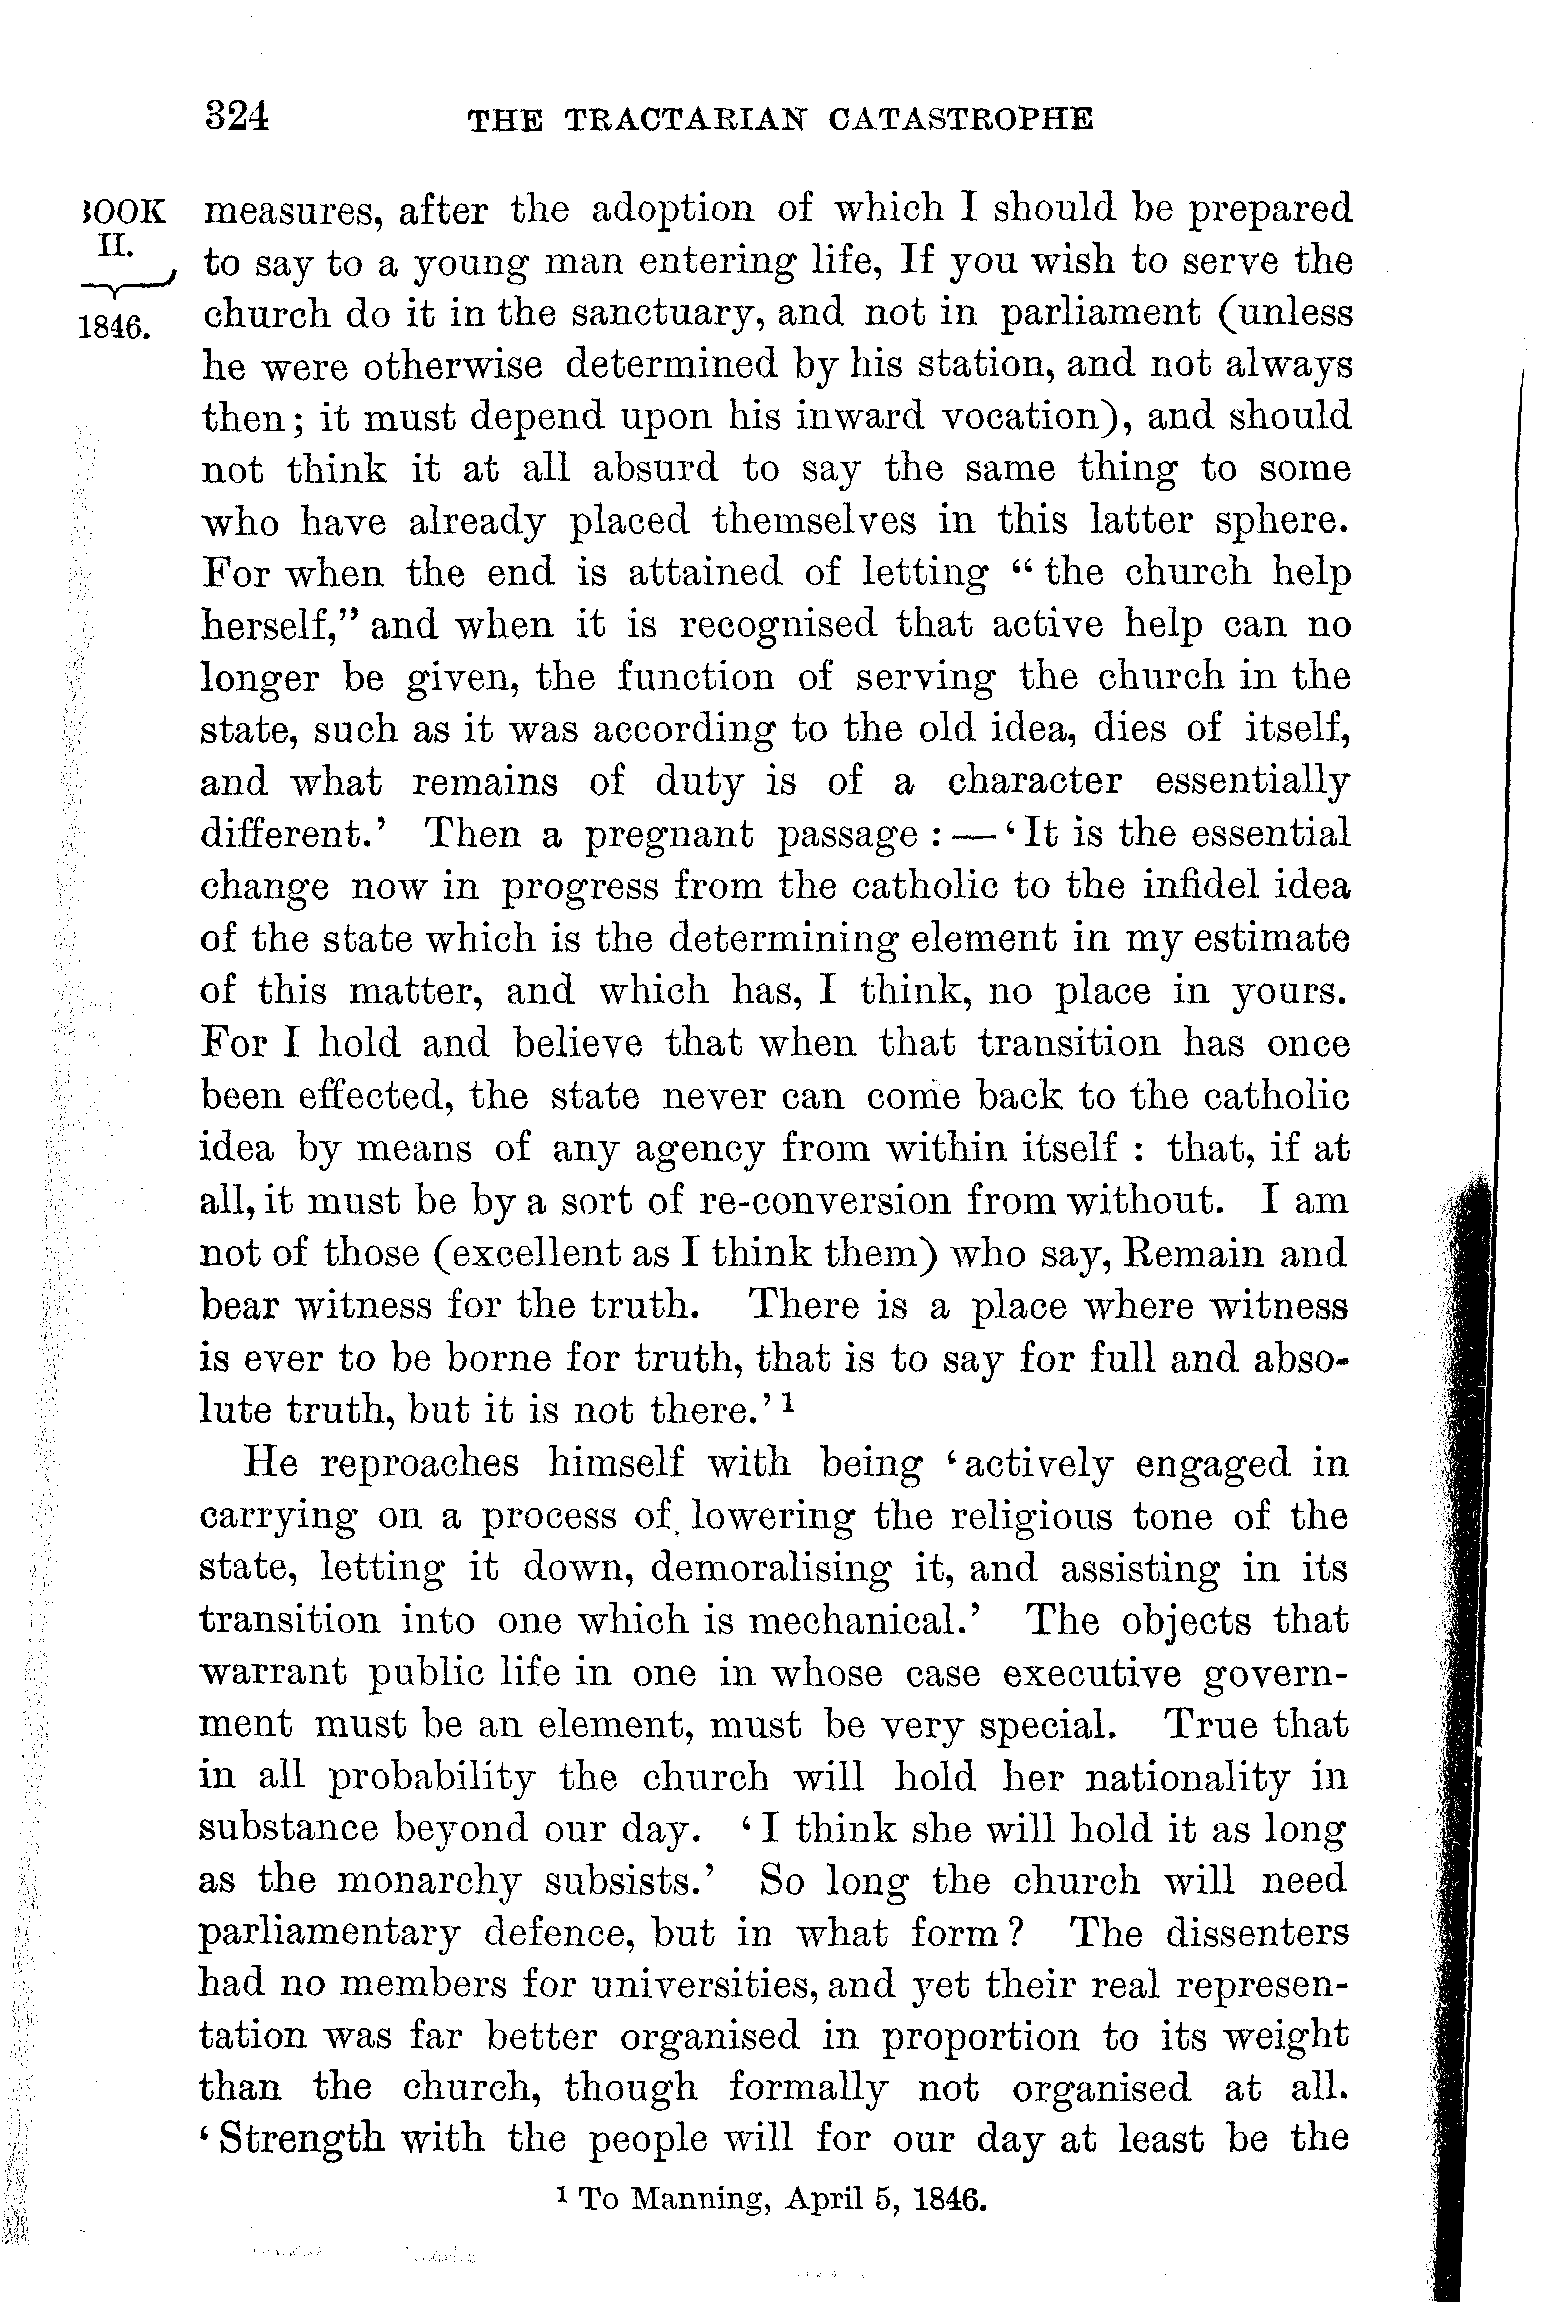 324 THE TRACTARIAN CATASTROPHE
BOOK
II.
1846.
measures, after the adoption of which I should be prepared
to say to a young man entering life, If you wish to serve the
church do it in the sanctuary, and not in parliament (unless
he were otherwise determined by his station, and not always
then; it must depend upon his inward vocation), and should
not think it at all absurd to say the same thing to some
who have already placed themselves in this latter sphere.
For when the end is attained of letting “the church help
herself,” and when it is recognised that active help can no
longer be given, the function of serving the church in the
state, such as it was according to the old idea, dies of itself,
and what remains of duty is of a character essentially
different.’ Then a pregnant passage :—‘It is the essential
change now in progress from the catholic to the infidel idea
of the state which is the determining element in my estimate
of this matter, and which has, I think, no place in yours.
For I hold and believe that when that transition has once
been effected, the state never can come back to the catholic
idea by means of any agency from within itself : that, if at
all, it must be by a sort of re-conversion from without. I am
not of those (excellent as I think them) who say, Remain and
bear witness for the truth. There is a place where witness
is ever to be borne for truth, that is to say for full and abso-
lute truth, but it is not there.’ 1
He reproaches himself with being ‘actively engaged in
carrying on a process of lowering the religious tone of the
state, letting it down, demoralising it, and assisting in its
transition into one which is mechanical.’ The objects that
warrant public life in one in whose case executive govern-
ment must be an element, must be very special. True that
in all probability the church will hold her nationality in
substance beyond our day. ‘I think she will hold it as long
as the monarchy subsists.’ So long the church will need
parliamentary defence, but in what form? The dissenters
had no members for universities, and yet their real represen-
tation was far better organised in proportion to its weight
than the church, though formally not organised at all.
‘Strength with the people will for our day at least be the
1 To Manning, April 5, 1846.